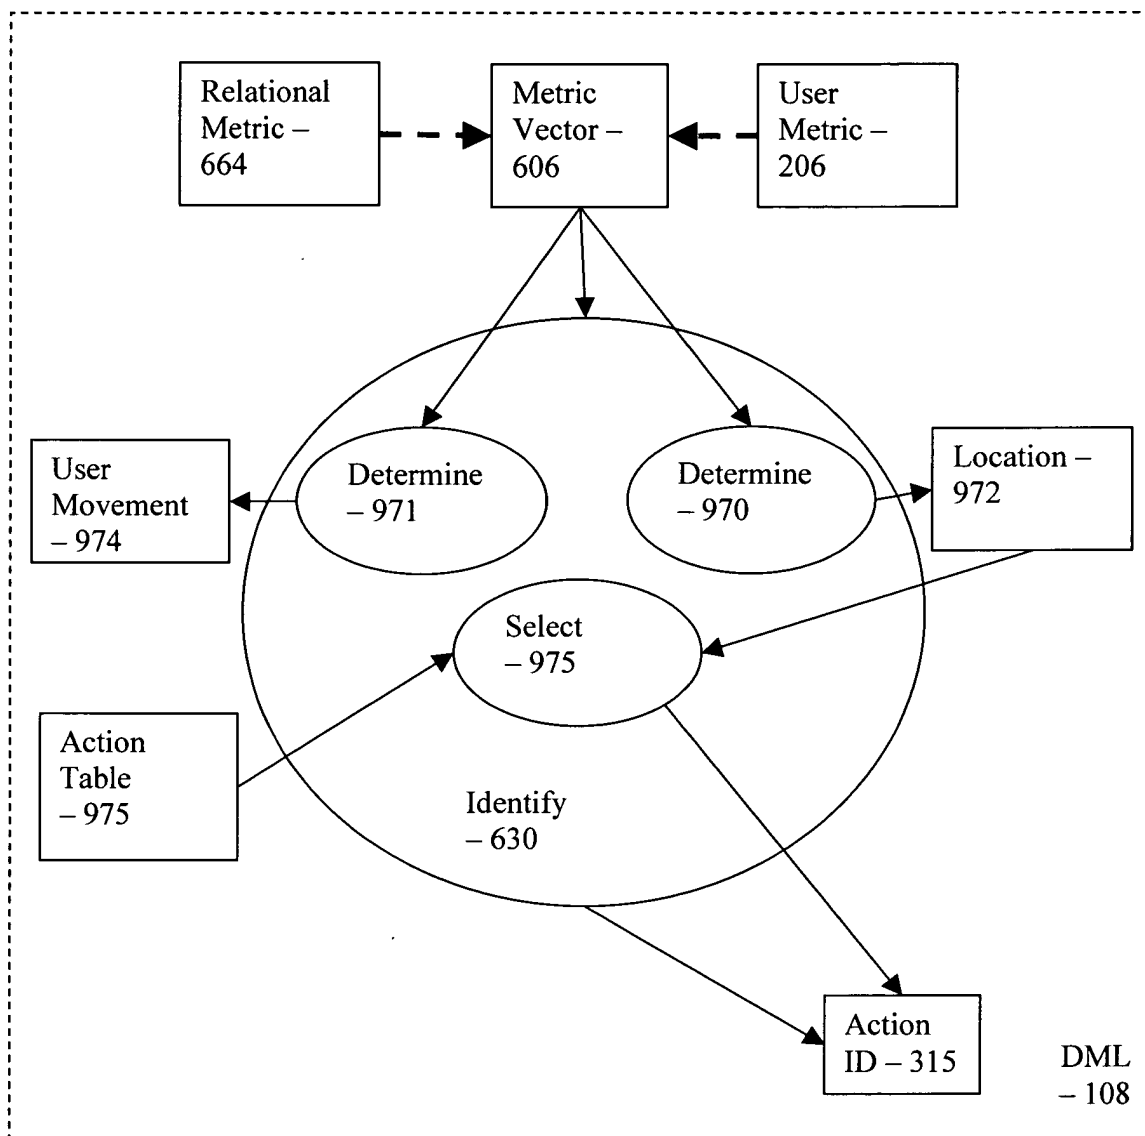 Relational
Metric –
664
Metric
Vector –
606
User
Metric –
206
User
Movement
– 974
Determine
– 971
Determine
– 970
Location –
972
Select
– 975
Action
Table
– 975
Identify
– 630
Action
ID – 315
DML
– 108